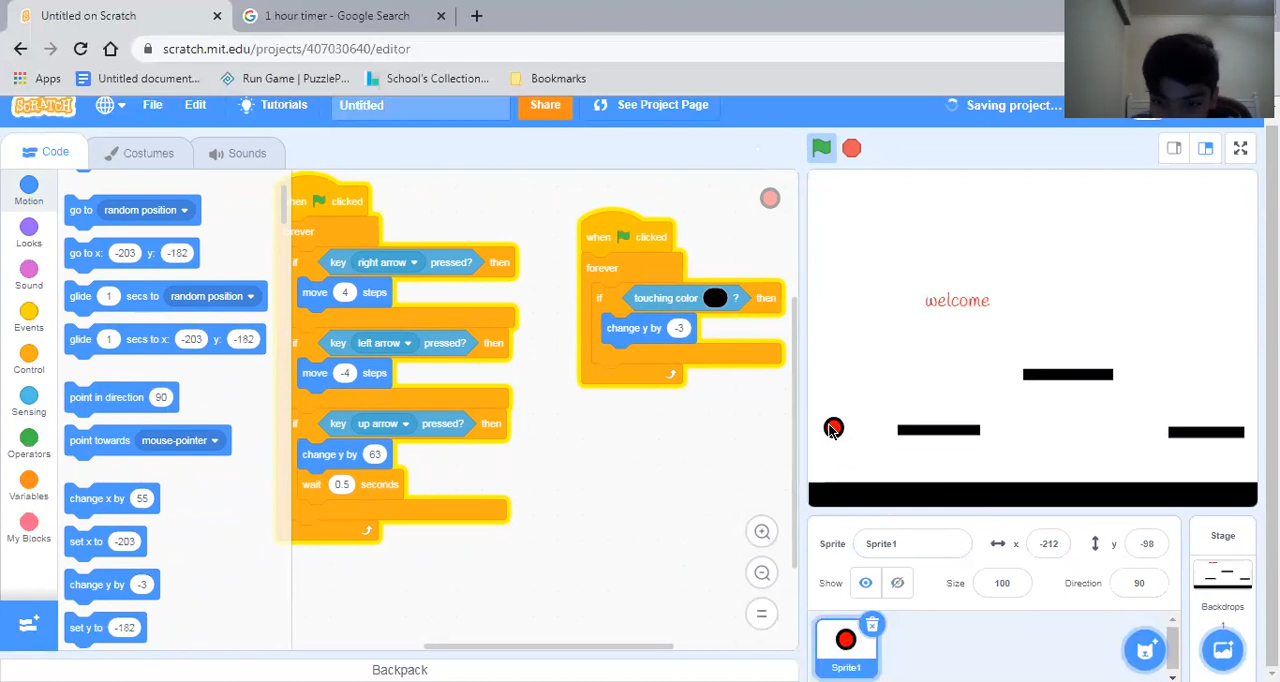 Untitled on Scratch
1 hour timer - Google Search
scratch.mit.edu/projects/407030640/editor
Apps
Untitled document...
Run Game | PuzzleP...
School's Collection...
Bookmarks
SCRATCH
File
Edit
Tutorials
Untitled
Share
See Project Page
Saving project...
Code
Costumes
Sounds
Motion
Looks
Sound
Events
Control
Sensing
Operators
Variables
My Blocks
go to random position
go to x: -203 y: -182
glide 1 secs to random position
glide 1 secs to x: -203 y: -182
point in direction 90
point towards mouse-pointer
change x by 55
set x to -203
change y by -3
set y to -182
hen clicked
orever
if key right arrow pressed? then
move 4 steps
if key left arrow pressed? then
move -4 steps
if key up arrow pressed? then
change y by 63
wait 0.5 seconds
when clicked
forever
if touching color ? then
change y by -3
Backpack
welcome
Sprite Sprite1 x -212 y -98
Show Size 100 Direction 90
Sprite1
Stage
Backdrops
1